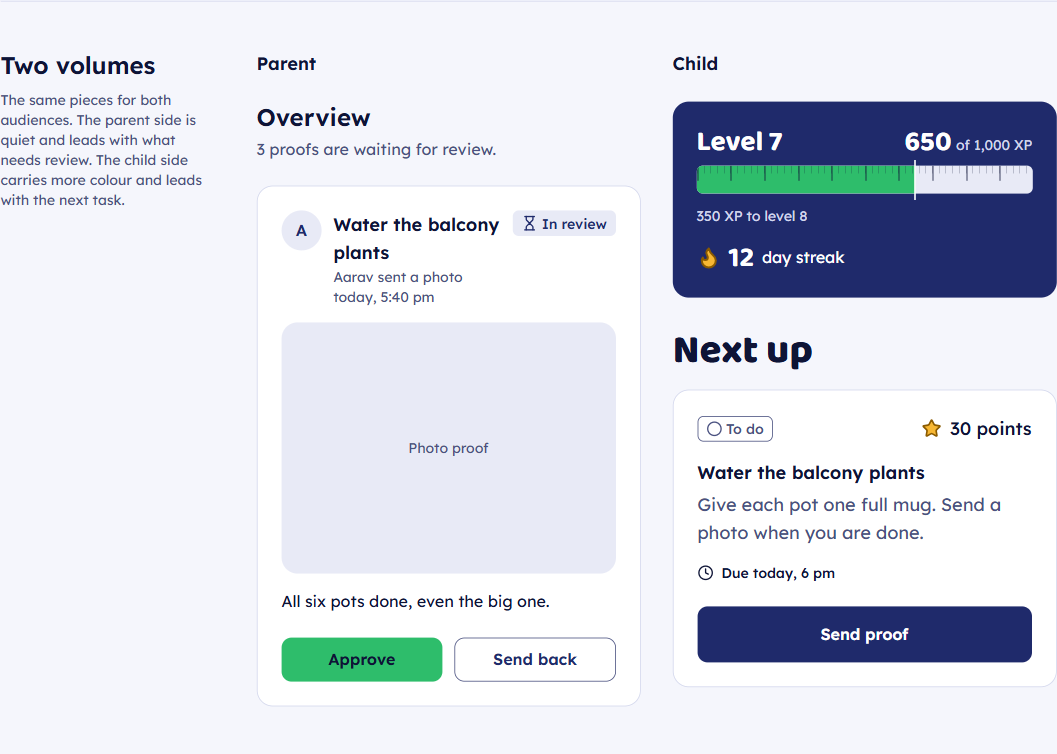 Two volumes
The same pieces for both
audiences. The parent side is
quiet and leads with what
needs review. The child side
carries more colour and leads
with the next task.
Parent
Overview
3 proofs are waiting for review.
A
Water the balcony
plants
In review
Aarav sent a photo
today, 5:40 pm
Photo proof
All six pots done, even the big one.
Approve
Send back
Child
Level 7
650 of 1,000 XP
350 XP to level 8
12 day streak
Next up
To do
30 points
Water the balcony plants
Give each pot one full mug. Send a
photo when you are done.
Due today, 6 pm
Send proof